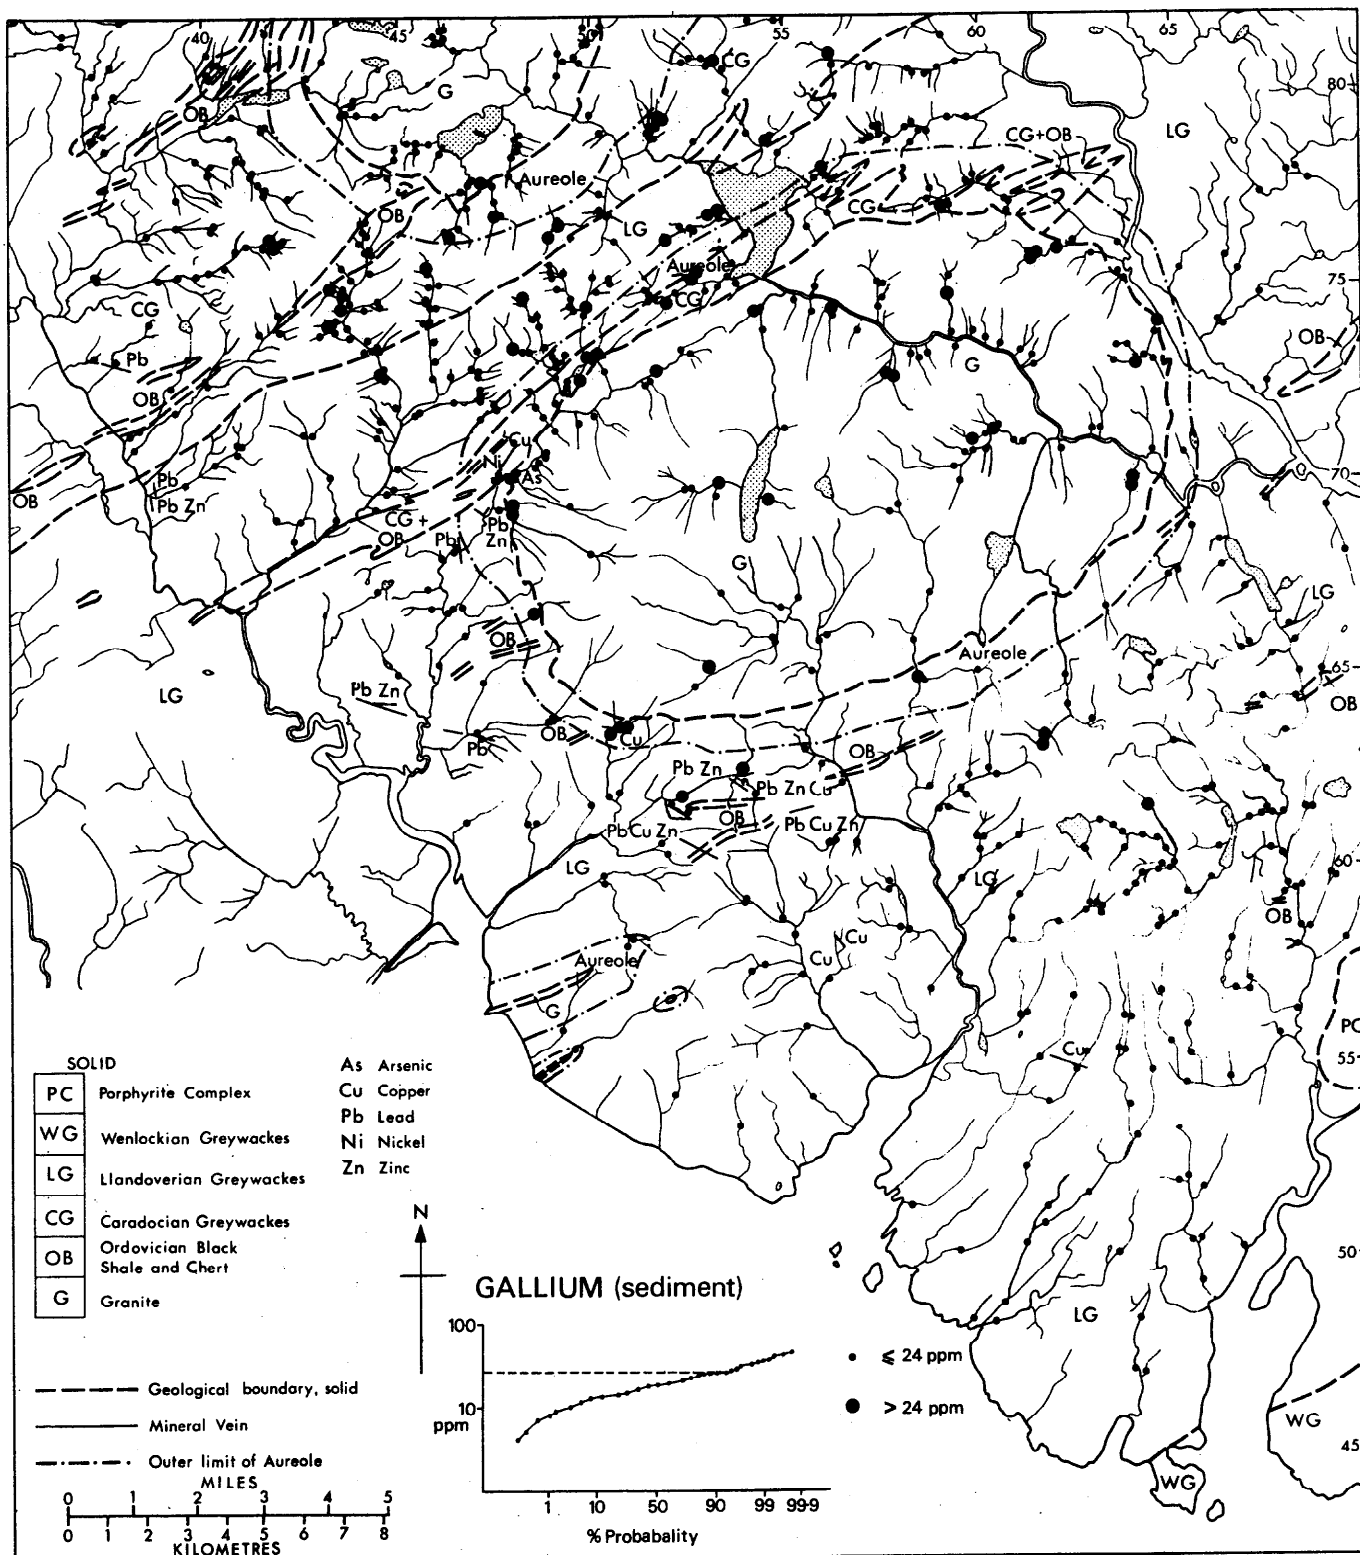 40
45
50
55
60
65
CG
80
G
OB
LG
CG+OB
Aureole
OB
CG
LG
Aureole
75
CG
CG
OB
Pb
G
OB
Cu
Ni
As
70
Pb
OB
Pb Zn
CG +
Pb
OB
Pb
Zn
G
LG
OB
Aureole
65
LG
Pb Zn
OB
OB
Cu
Pb
OB
Pb Zn
Pb Zn Cu
OB
Pb Cu Zn
Pb Cu Zn
60
LG
LG
OB
Cu
Aureole
Cu
G
PC
Cu
55
SOLID
PC Porphyrite Complex
WG Wenlockian Greywackes
LG Llandoverian Greywackes
CG Caradocian Greywackes
OB Ordovician Black
Shale and Chert
G Granite
As Arsenic
Cu Copper
Pb Lead
Ni Nickel
Zn Zinc
N
50
GALLIUM (sediment)
LG
100
10
ppm
1 10 50 90 99 99·9
% Probabality
⩽ 24 ppm
> 24 ppm
Geological boundary, solid
Mineral Vein
Outer limit of Aureole
WG
45
WG
MILES
0 1 2 3 4 5
0 1 2 3 4 5 6 7 8
KILOMETRES